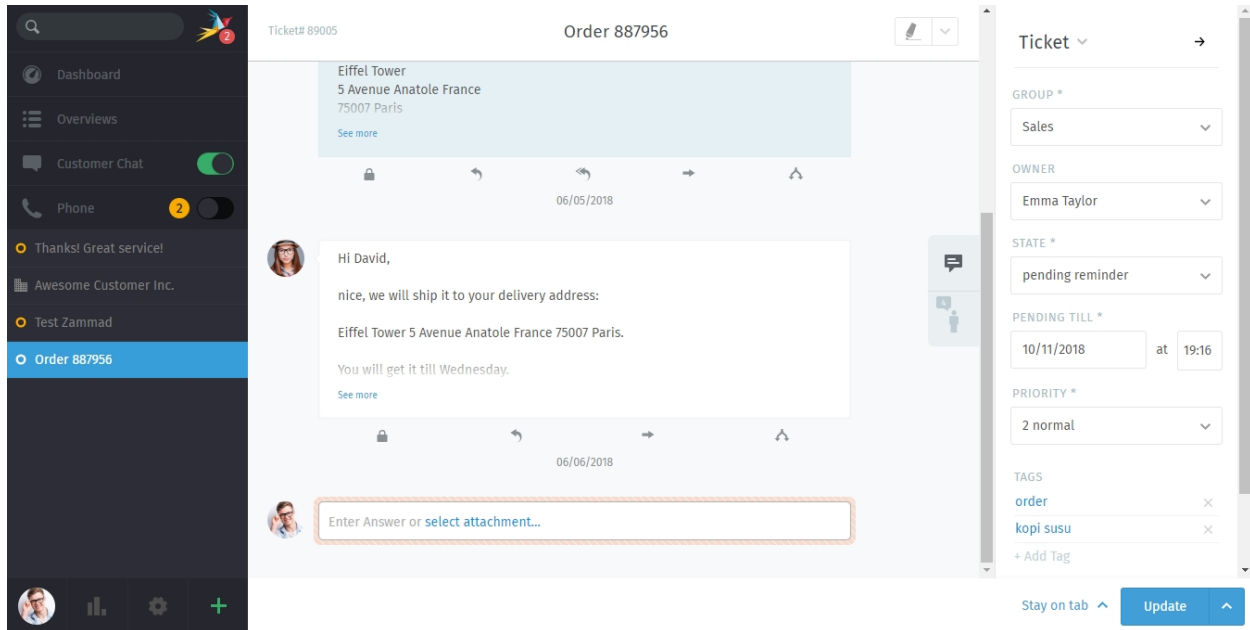 2
Dashboard
Overviews
Customer Chat
Phone 2
Thanks! Great service!
Awesome Customer Inc.
Test Zammad
Order 887956
Ticket# 89005
Order 887956
Eiffel Tower
5 Avenue Anatole France
75007 Paris
See more
06/05/2018
Hi David,
nice, we will ship it to your delivery address:
Eiffel Tower 5 Avenue Anatole France 75007 Paris.
You will get it till Wednesday.
See more
06/06/2018
Enter Answer or select attachment...
Ticket
GROUP *
Sales
OWNER
Emma Taylor
STATE *
pending reminder
PENDING TILL *
10/11/2018 at 19:16
PRIORITY *
2 normal
TAGS
order
kopi susu
+ Add Tag
Stay on tab
Update